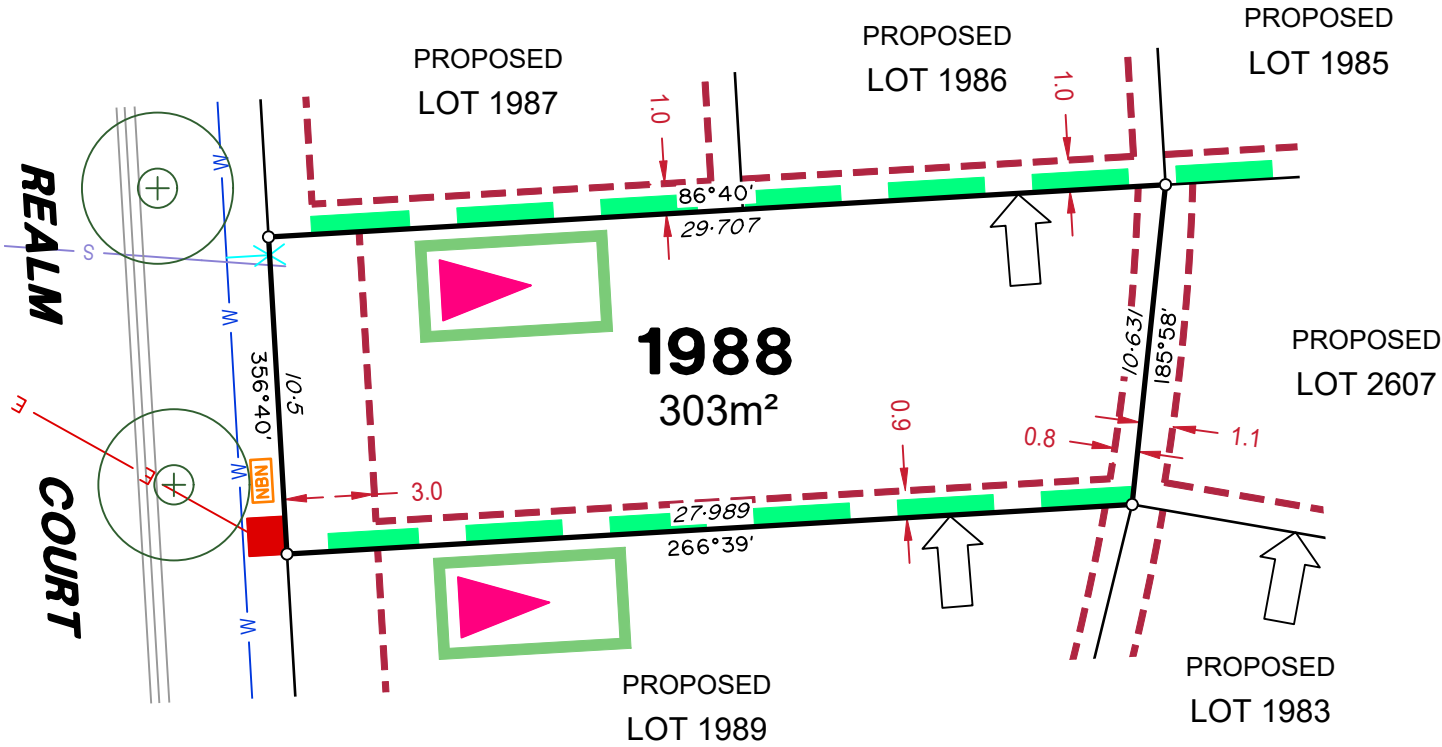 PROPOSED
LOT 1987
PROPOSED
LOT 1986
PROPOSED
LOT 1985
1.0
1.0
86°40'
29·707
REALM
COURT
S
W
W
W
W
E
E
NBN
356°40'
10·5
1988
303m²
10·631
185°58'
PROPOSED
LOT 2607
3.0
0.9
0.8
1.1
27·989
266°39'
PROPOSED
LOT 1989
PROPOSED
LOT 1983